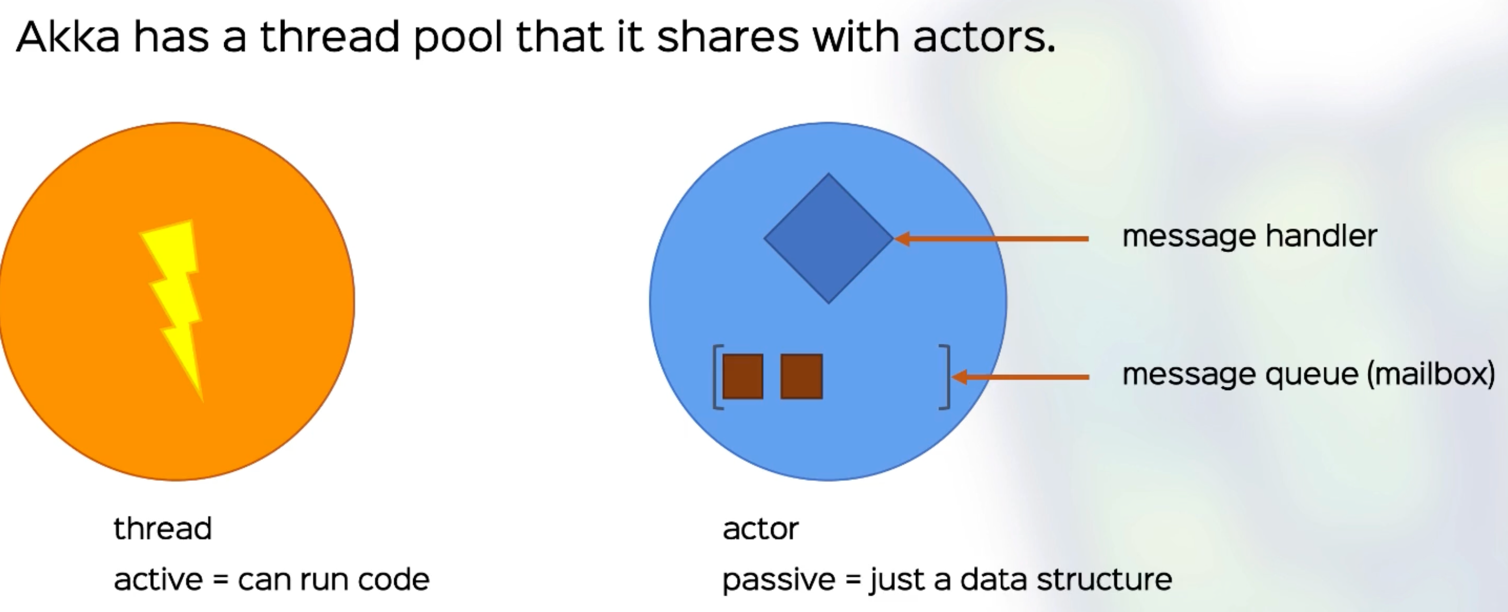 Akka has a thread pool that it shares with actors.
message handler
message queue (mailbox)
thread
active = can run code
actor
passive = just a data structure